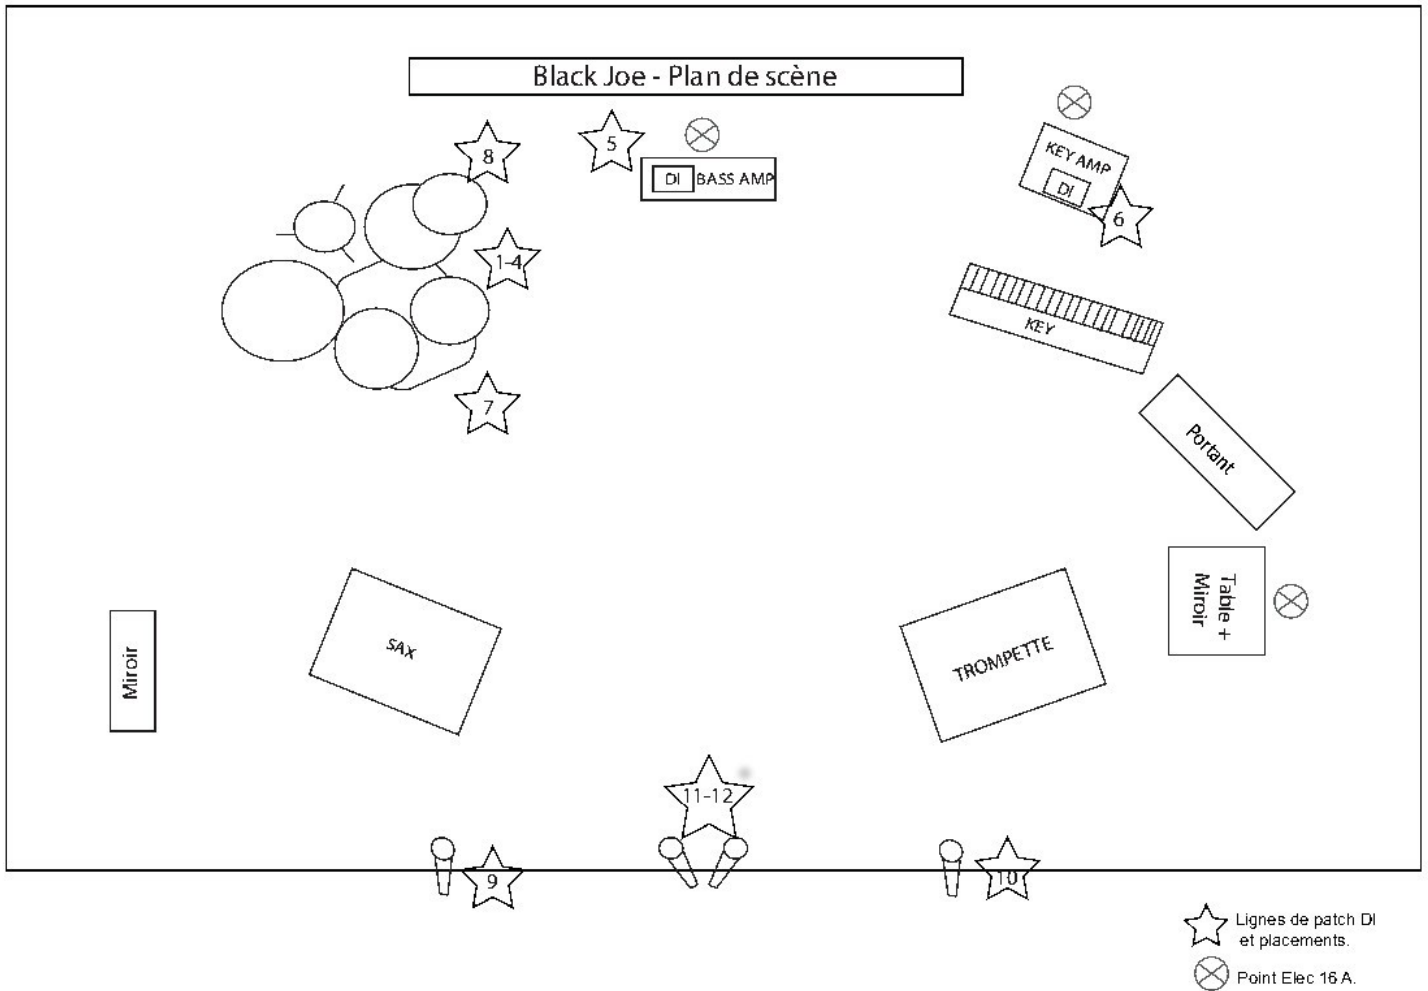 Black Joe - Plan de scène
8
5
DI BASS AMP
KEY AMP
DI
6
1-4
KEY
7
Portant
Table +
Miroir
Miroir
SAX
TROMPETTE
11-12
9
10
Lignes de patch DI
et placements.
Point Elec 16 A.